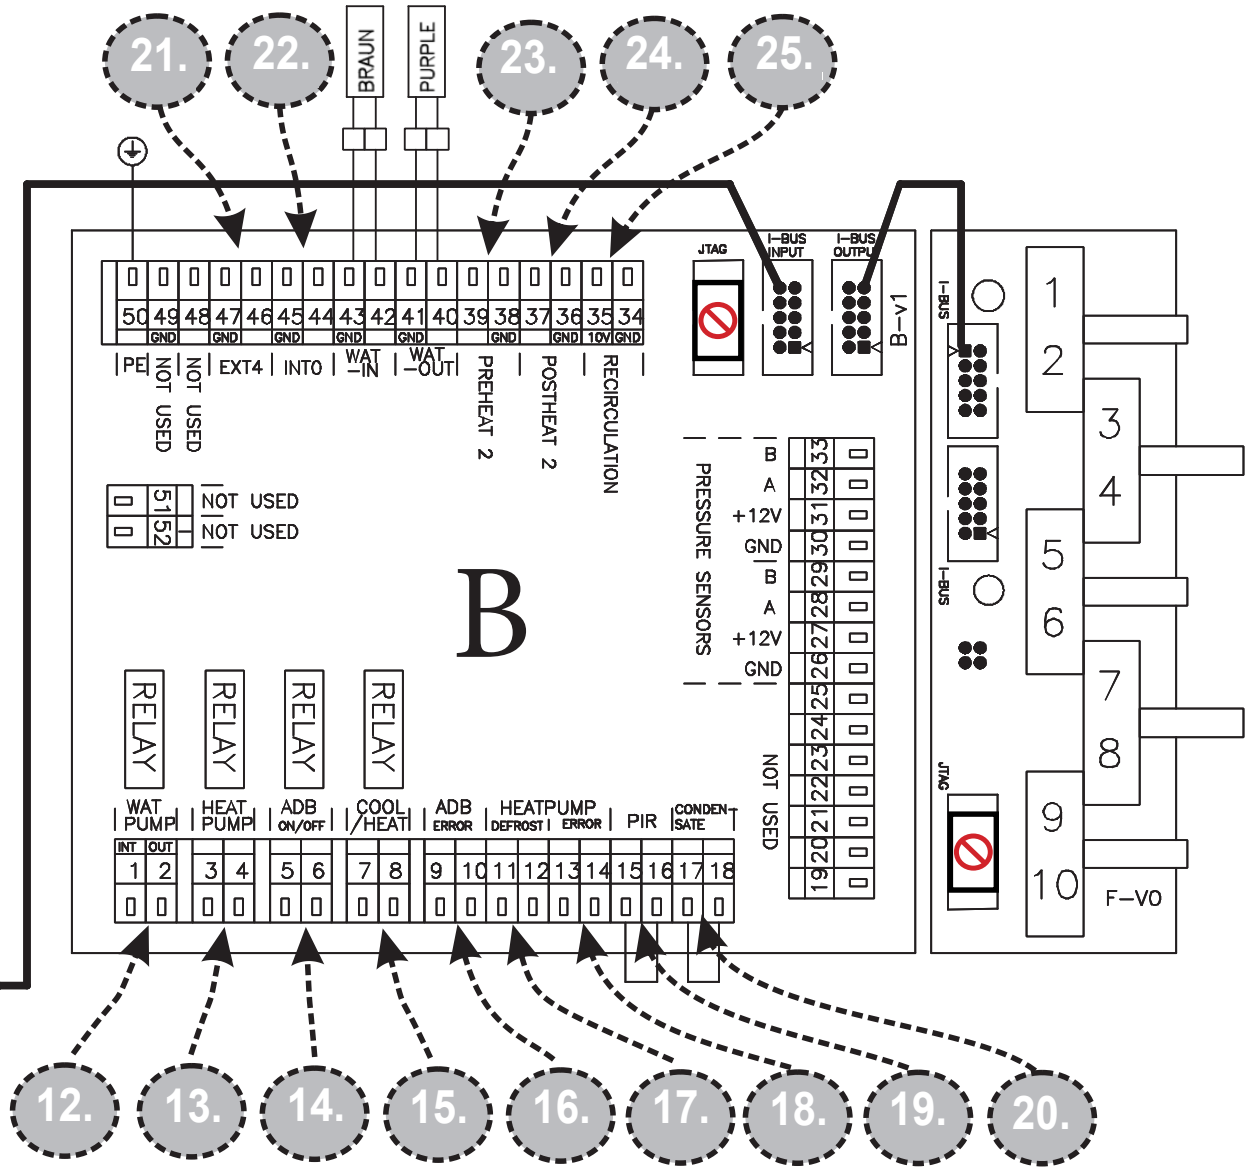 21.
22.
BRAUN
PURPLE
23.
24.
25.
I-BUS
INPUT
I-BUS
OUTPUT
JTAG
50 49 48 47 46 45 44 43 42 41 40 39 38 37 36 35 34
GND GND GND GND GND GND GND 10V GND
PE
NOT USED
NOT USED
EXT4
INT0
WAT
-IN
WAT
-OUT
PREHEAT 2
POSTHEAT 2
RECIRCULATION
B-v1
I-BUS
1
2
3
4
5
6
7
8
9
10
I-BUS
JTAG
F-V0
51 NOT USED
52 NOT USED
B
PRESSURE SENSORS
B 33
A 32
+12V 31
GND 30
B 29
A 28
+12V 27
GND 26
25
24
23
22
21
20
19
NOT USED
RELAY
RELAY
RELAY
RELAY
WAT
PUMP
HEAT
PUMP
ADB
ON/OFF
COOL
/HEAT
ADB
ERROR
HEATPUMP
DEFROST ERROR
PIR
CONDEN-
SATE
INT OUT
1 2 3 4 5 6 7 8 9 10 11 12 13 14 15 16 17 18
12.
13.
14.
15.
16.
17.
18.
19.
20.